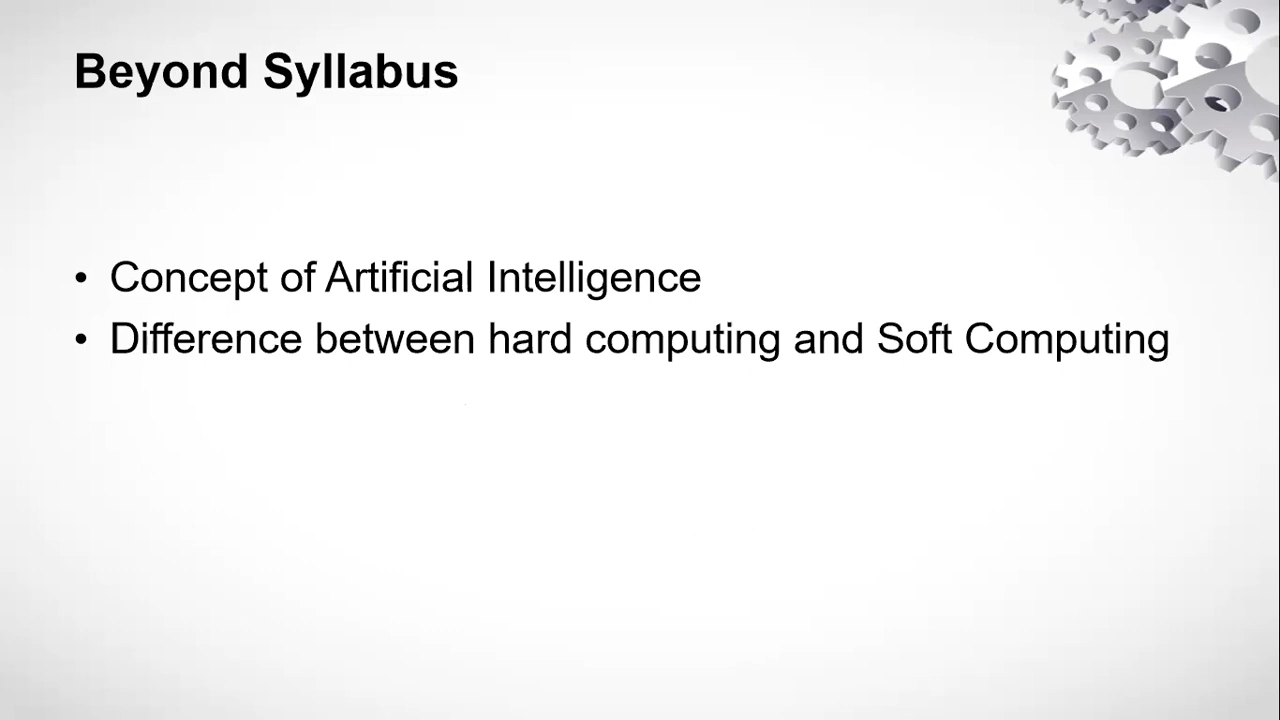 Beyond Syllabus
• Concept of Artificial Intelligence
• Difference between hard computing and Soft Computing